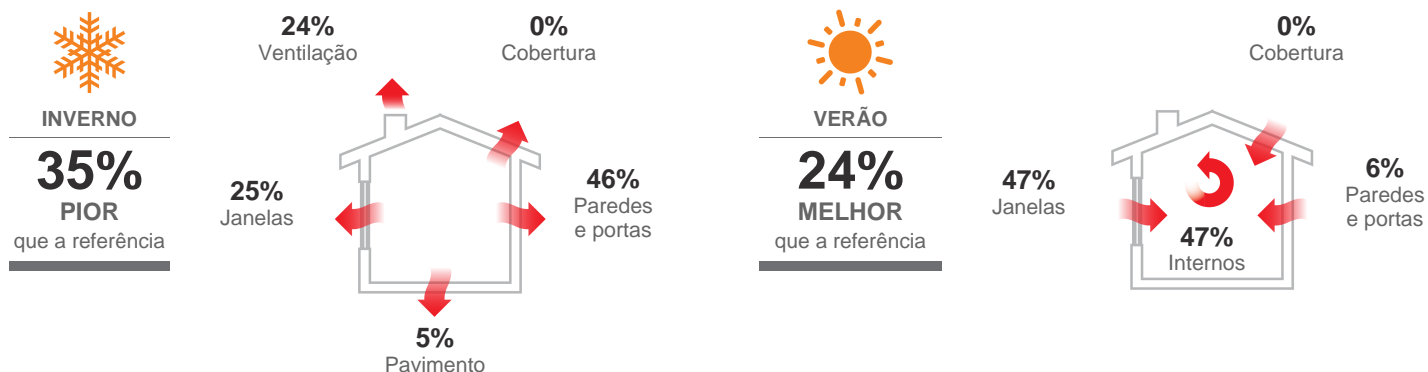 INVERNO
35%
PIOR
que a referência
24%
Ventilação
0%
Cobertura
25%
Janelas
46%
Paredes
e portas
5%
Pavimento
VERÃO
24%
MELHOR
que a referência
0%
Cobertura
47%
Janelas
6%
Paredes
e portas
47%
Internos